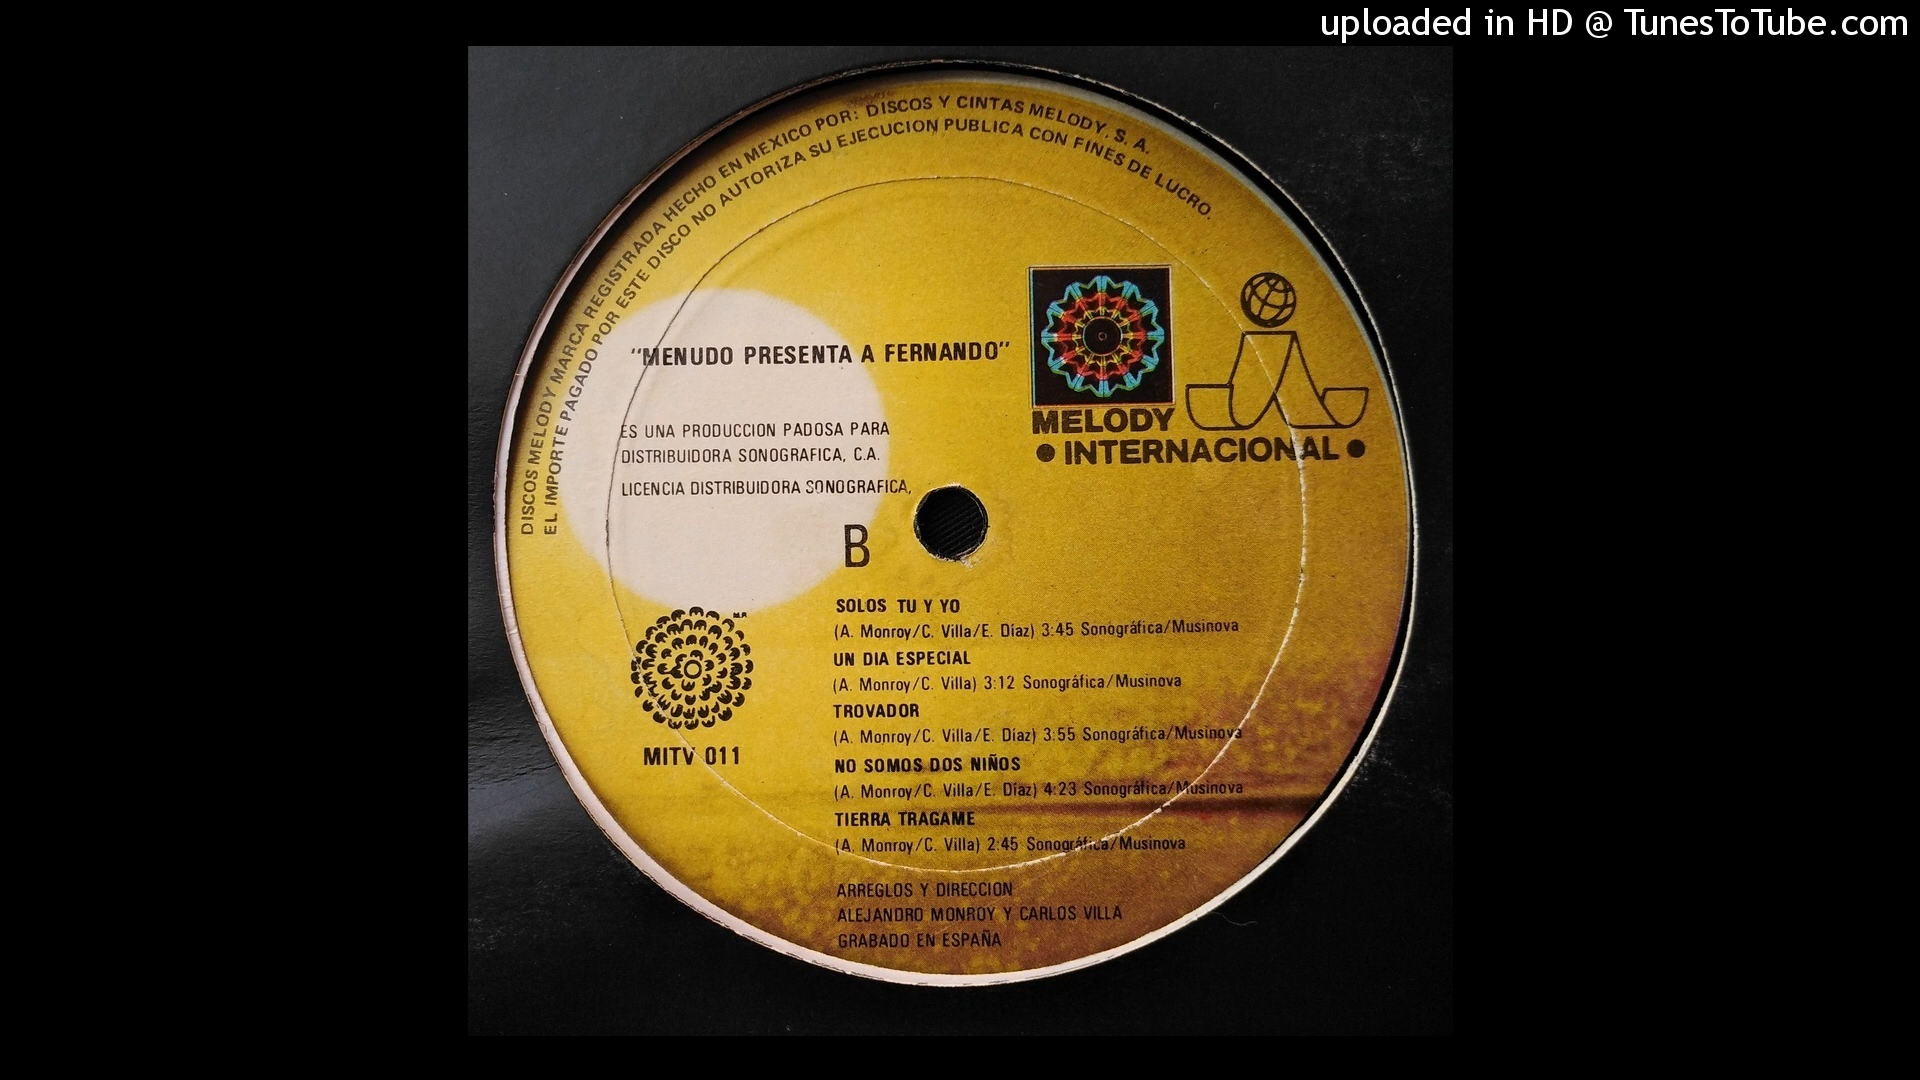 uploaded in HD @ TunesToTube.com
DISCOS MELODY MARCA REGISTRADA HECHO EN MEXICO POR: DISCOS Y CINTAS MELODY, S. A.
EL IMPORTE PAGADO POR ESTE DISCO NO AUTORIZA SU EJECUCION PUBLICA CON FINES DE LUCRO.
"MENUDO PRESENTA A FERNANDO"
MELODY
• INTERNACIONAL •
ES UNA PRODUCCION PADOSA PARA
DISTRIBUIDORA SONOGRAFICA, C.A.
LICENCIA DISTRIBUIDORA SONOGRAFICA,
B
M.R
MITV 011
SOLOS TU Y YO
(A. Monroy/C. Villa/E. Díaz) 3:45 Sonográfica/Musinova
UN DIA ESPECIAL
(A. Monroy/C. Villa) 3:12 Sonográfica/Musinova
TROVADOR
(A. Monroy/C. Villa/E. Díaz) 3:55 Sonográfica/Musinova
NO SOMOS DOS NIÑOS
(A. Monroy/C. Villa/E. Díaz) 4:23 Sonográfica/Musinova
TIERRA TRAGAME
(A. Monroy/C. Villa) 2:45 Sonográfica/Musinova
ARREGLOS Y DIRECCION
ALEJANDRO MONROY Y CARLOS VILLA
GRABADO EN ESPAÑA